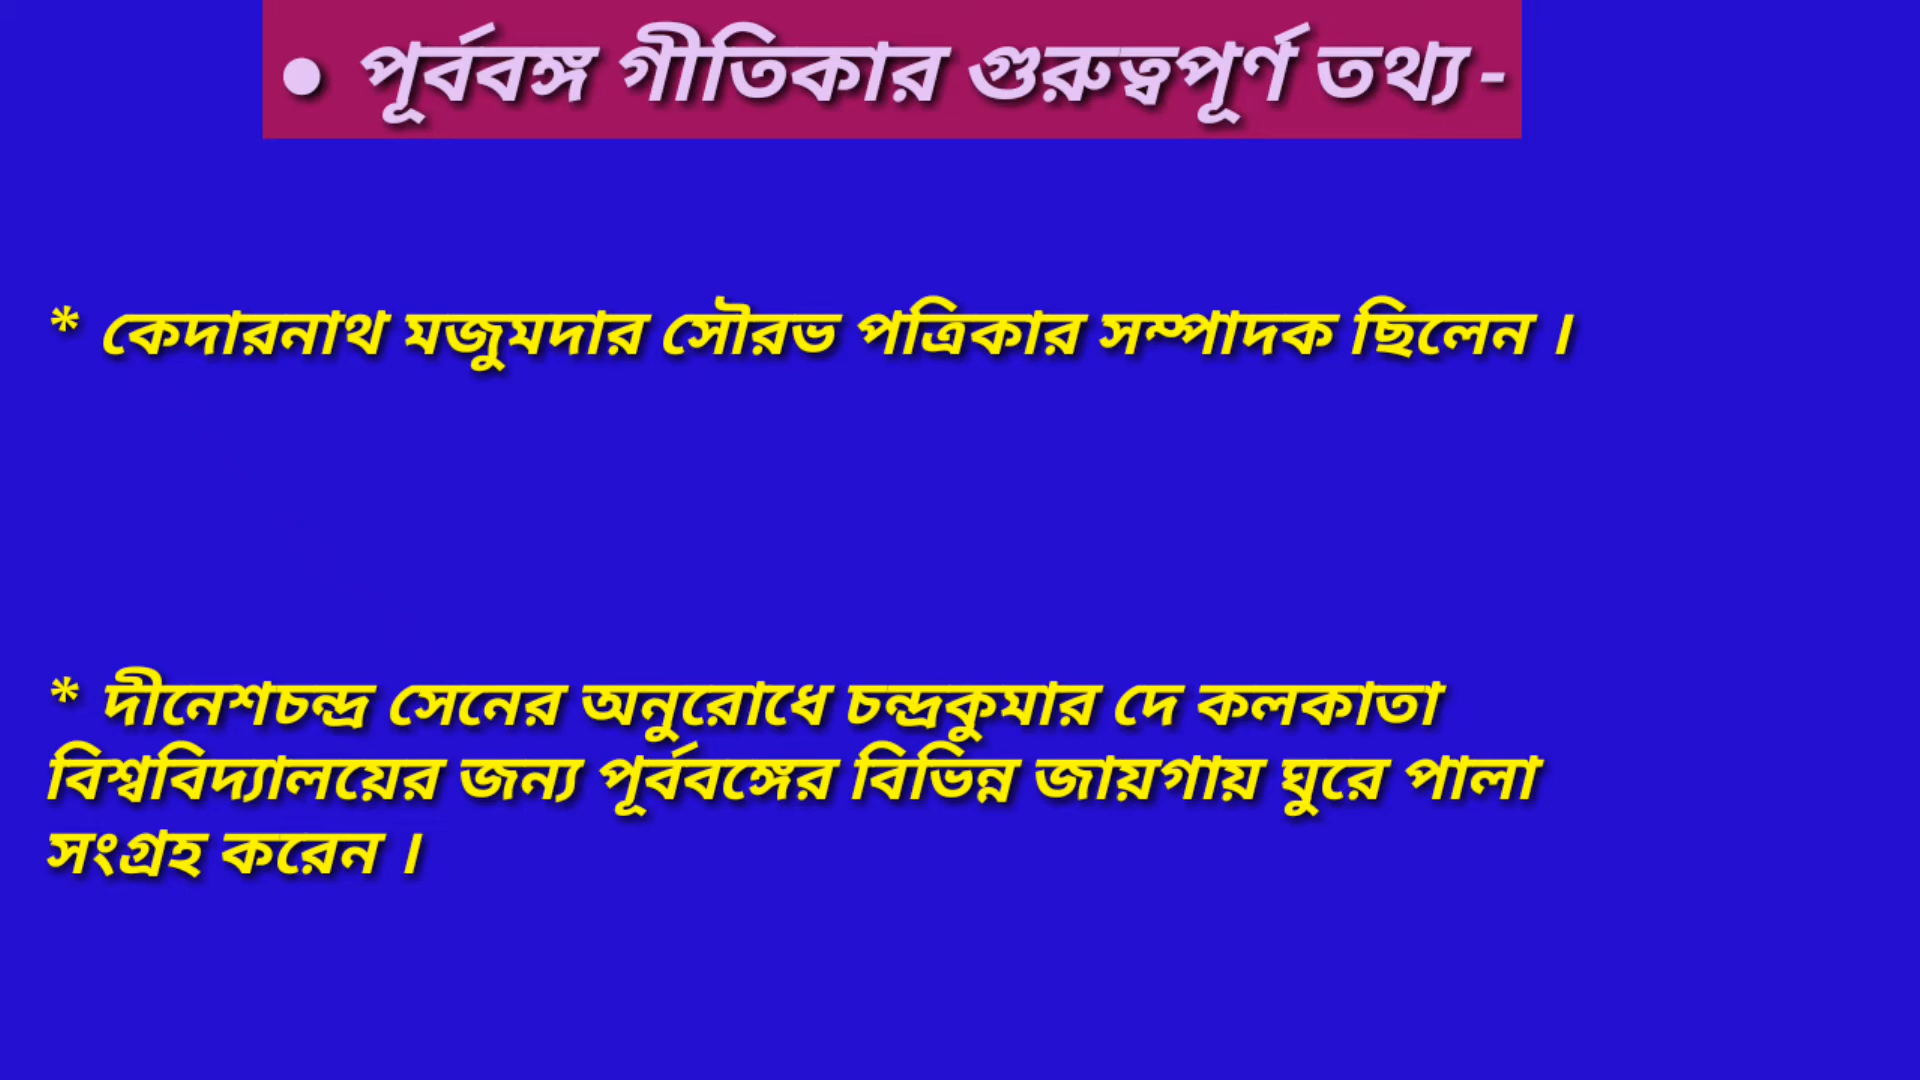 ● পূর্ববঙ্গ গীতিকার গুরুত্বপূর্ণ তথ্য -
* কেদারনাথ মজুমদার সৌরভ পত্রিকার সম্পাদক ছিলেন ।
* দীনেশচন্দ্র সেনের অনুরোধে চন্দ্রকুমার দে কলকাতা
বিশ্ববিদ্যালয়ের জন্য পূর্ববঙ্গের বিভিন্ন জায়গায় ঘুরে পালা
সংগ্রহ করেন ।